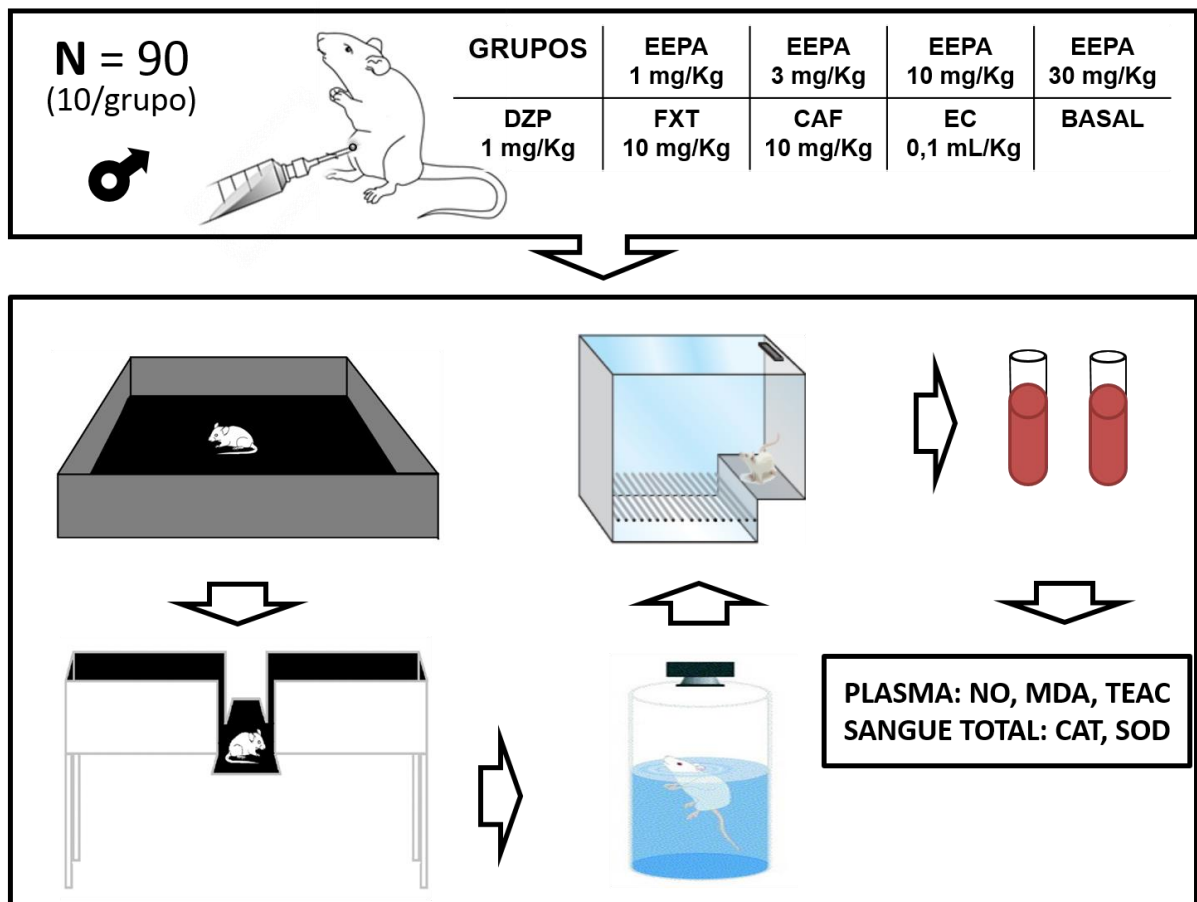 N = 90
(10/grupo)
GRUPOS
EEPA
1 mg/Kg
EEPA
3 mg/Kg
EEPA
10 mg/Kg
EEPA
30 mg/Kg
DZP
1 mg/Kg
FXT
10 mg/Kg
CAF
10 mg/Kg
EC
0,1 mL/Kg
BASAL
PLASMA: NO, MDA, TEAC
SANGUE TOTAL: CAT, SOD